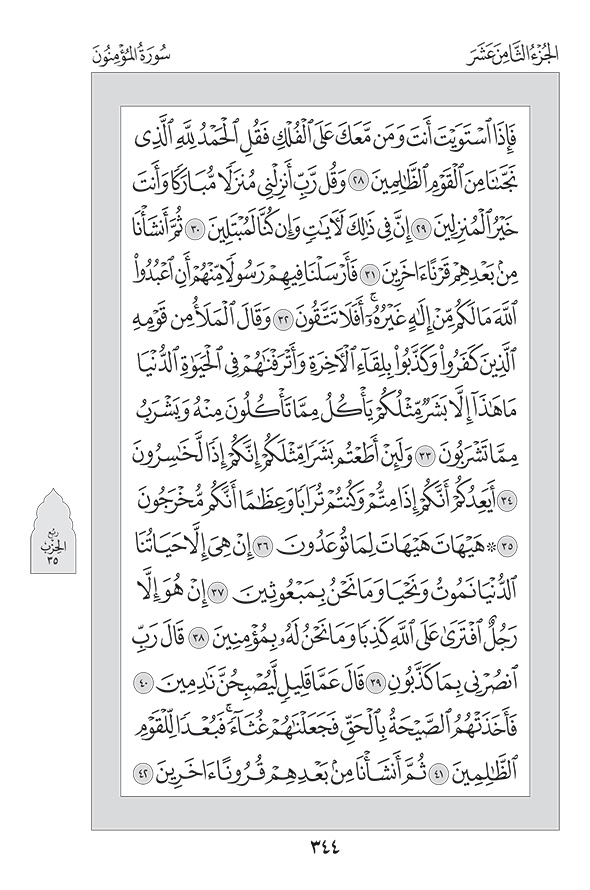 الجُزْءُ الثَّامِنَ عَشَرَ
سُورَةُ المُؤْمِنُونَ
فَإِذَا ٱسْتَوَيْتَ أَنتَ وَمَن مَّعَكَ عَلَى ٱلْفُلْكِ فَقُلِ ٱلْحَمْدُ لِلَّهِ ٱلَّذِى
نَجَّىٰنَا مِنَ ٱلْقَوْمِ ٱلظَّٰلِمِينَ ٢٨ وَقُل رَّبِّ أَنزِلْنِى مُنزَلًا مُّبَارَكًا وَأَنتَ
خَيْرُ ٱلْمُنزِلِينَ ٢٩ إِنَّ فِى ذَٰلِكَ لَأٓيَٰتٍ وَإِن كُنَّا لَمُبْتَلِينَ ٣٠ ثُمَّ أَنشَأْنَا
مِنۢ بَعْدِهِمْ قَرْنًا ءَاخَرِينَ ٣١ فَأَرْسَلْنَا فِيهِمْ رَسُولًا مِّنْهُمْ أَنِ ٱعْبُدُوا۟
ٱللَّهَ مَا لَكُم مِّنْ إِلَٰهٍ غَيْرُهُۥٓ ۚ أَفَلَا تَتَّقُونَ ٣٢ وَقَالَ ٱلْمَلَأُ مِن قَوْمِهِ
ٱلَّذِينَ كَفَرُوا۟ وَكَذَّبُوا۟ بِلِقَآءِ ٱلْأَخِرَةِ وَأَتْرَفْنَٰهُمْ فِى ٱلْحَيَوٰةِ ٱلدُّنْيَا
مَا هَٰذَآ إِلَّا بَشَرٌ مِّثْلُكُمْ يَأْكُلُ مِمَّا تَأْكُلُونَ مِنْهُ وَيَشْرَبُ
مِمَّا تَشْرَبُونَ ٣٣ وَلَئِنْ أَطَعْتُم بَشَرًا مِّثْلَكُمْ إِنَّكُمْ إِذًا لَّخَٰسِرُونَ
٣٤ أَيَعِدُكُمْ أَنَّكُمْ إِذَا مِتُّمْ وَكُنتُمْ تُرَابًا وَعِظَٰمًا أَنَّكُم مُّخْرَجُونَ
٣٥ ۞ هَيْهَاتَ هَيْهَاتَ لِمَا تُوعَدُونَ ٣٦ إِنْ هِىَ إِلَّا حَيَاتُنَا
ٱلدُّنْيَا نَمُوتُ وَنَحْيَا وَمَا نَحْنُ بِمَبْعُوثِينَ ٣٧ إِنْ هُوَ إِلَّا
رَجُلٌ ٱفْتَرَىٰ عَلَى ٱللَّهِ كَذِبًا وَمَا نَحْنُ لَهُۥ بِمُؤْمِنِينَ ٣٨ قَالَ رَبِّ
ٱنصُرْنِى بِمَا كَذَّبُونِ ٣٩ قَالَ عَمَّا قَلِيلٍ لَّيُصْبِحُنَّ نَٰدِمِينَ ٤٠
فَأَخَذَتْهُمُ ٱلصَّيْحَةُ بِٱلْحَقِّ فَجَعَلْنَٰهُمْ غُثَآءً ۚ فَبُعْدًا لِّلْقَوْمِ
ٱلظَّٰلِمِينَ ٤١ ثُمَّ أَنشَأْنَا مِنۢ بَعْدِهِمْ قُرُونًا ءَاخَرِينَ ٤٢
رُبْع
الحِزْب
٣٥
٣٤٤